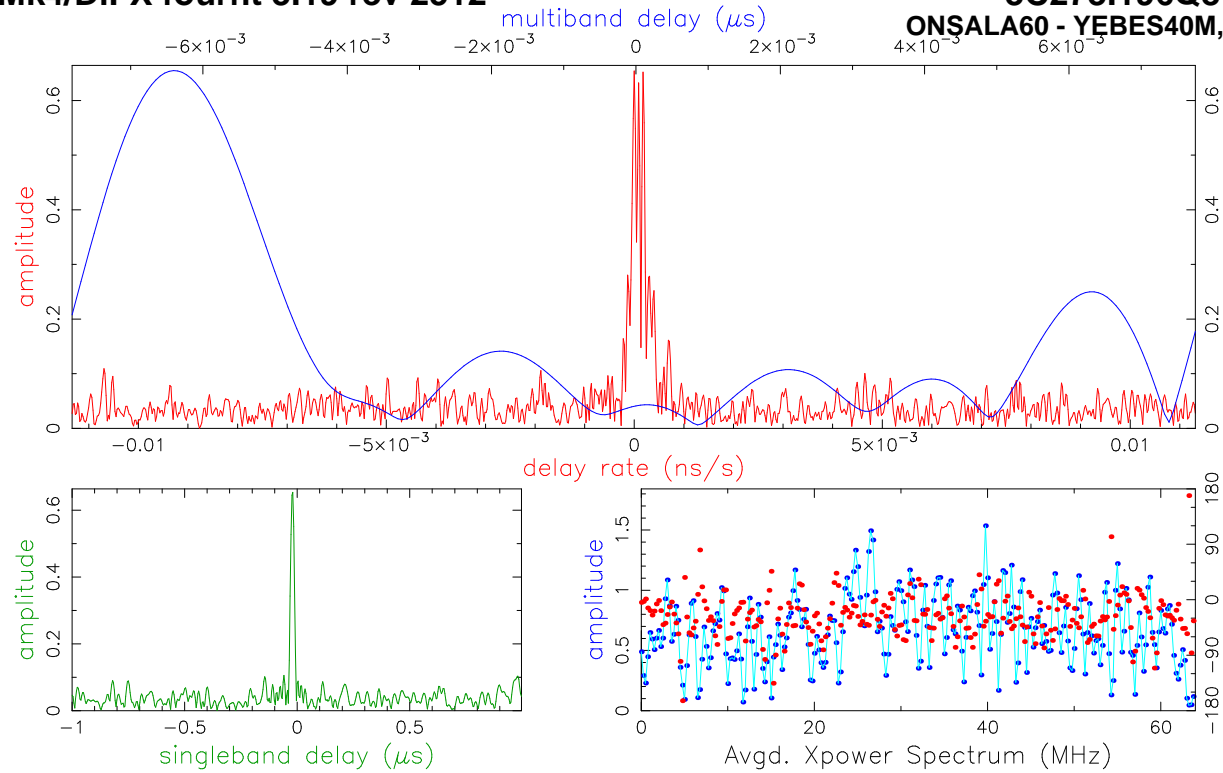 multiband delay (μs)
ONSALA60 - YEBES40M,
−6×10⁻³ −4×10⁻³ −2×10⁻³ 0 2×10⁻³ 4×10⁻³ 6×10⁻³
amplitude
0 0.2 0.4 0.6
0 0.2 0.4 0.6
−0.01 −5×10⁻³ 0 5×10⁻³ 0.01
delay rate (ns/s)
amplitude
0 0.2 0.4 0.6
−1 −0.5 0 0.5
singleband delay (μs)
amplitude
0 0.5 1 1.5
−180 −90 0 90 180
0 20 40 60
Avgd. Xpower Spectrum (MHz)